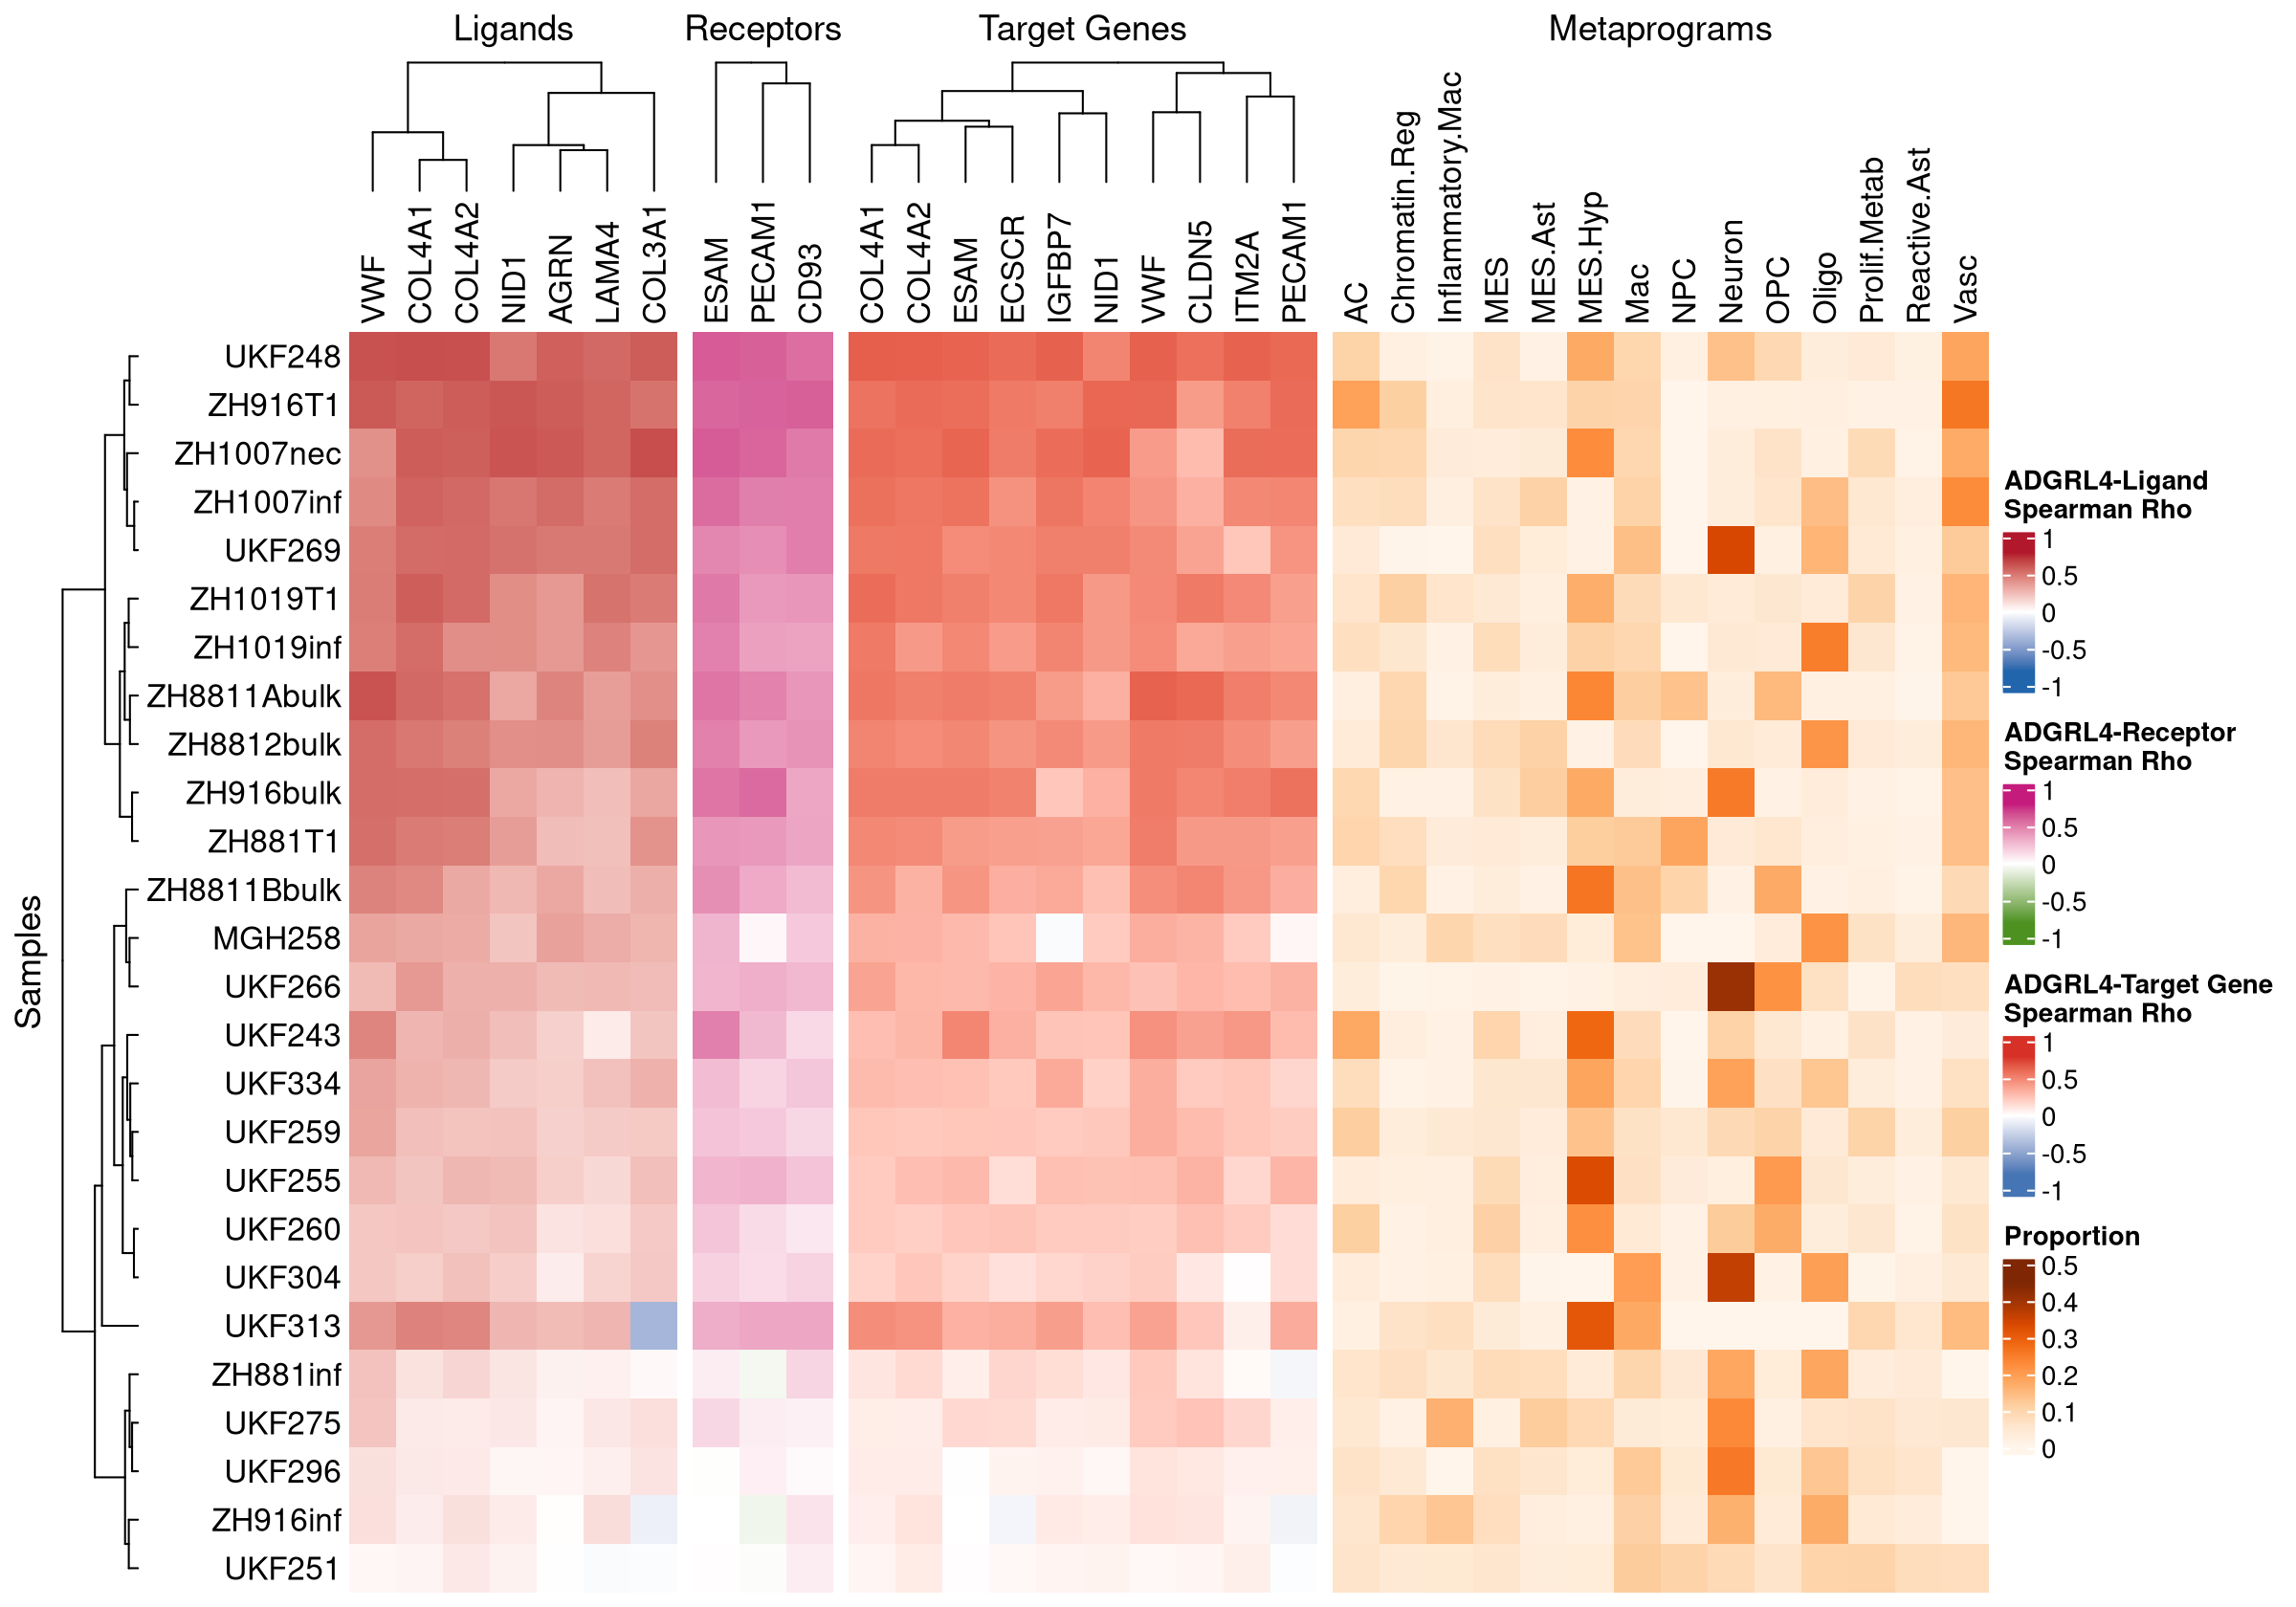 Ligands
Receptors
Target Genes
Metaprograms
VWF
COL4A1
COL4A2
NID1
AGRN
LAMA4
COL3A1
ESAM
PECAM1
CD93
COL4A1
COL4A2
ESAM
ECSCR
IGFBP7
NID1
VWF
CLDN5
ITM2A
PECAM1
AC
Chromatin.Reg
Inflammatory.Mac
MES
MES.Ast
MES.Hyp
Mac
NPC
Neuron
OPC
Oligo
Prolif.Metab
Reactive.Ast
Vasc
Samples
UKF248
ZH916T1
ZH1007nec
ZH1007inf
UKF269
ZH1019T1
ZH1019inf
ZH8811Abulk
ZH8812bulk
ZH916bulk
ZH881T1
ZH8811Bbulk
MGH258
UKF266
UKF243
UKF334
UKF259
UKF255
UKF260
UKF304
UKF313
ZH881inf
UKF275
UKF296
ZH916inf
UKF251
ADGRL4-Ligand
Spearman Rho
1
0.5
0
-0.5
-1
ADGRL4-Receptor
Spearman Rho
1
0.5
0
-0.5
-1
ADGRL4-Target Gene
Spearman Rho
1
0.5
0
-0.5
-1
Proportion
0.5
0.4
0.3
0.2
0.1
0